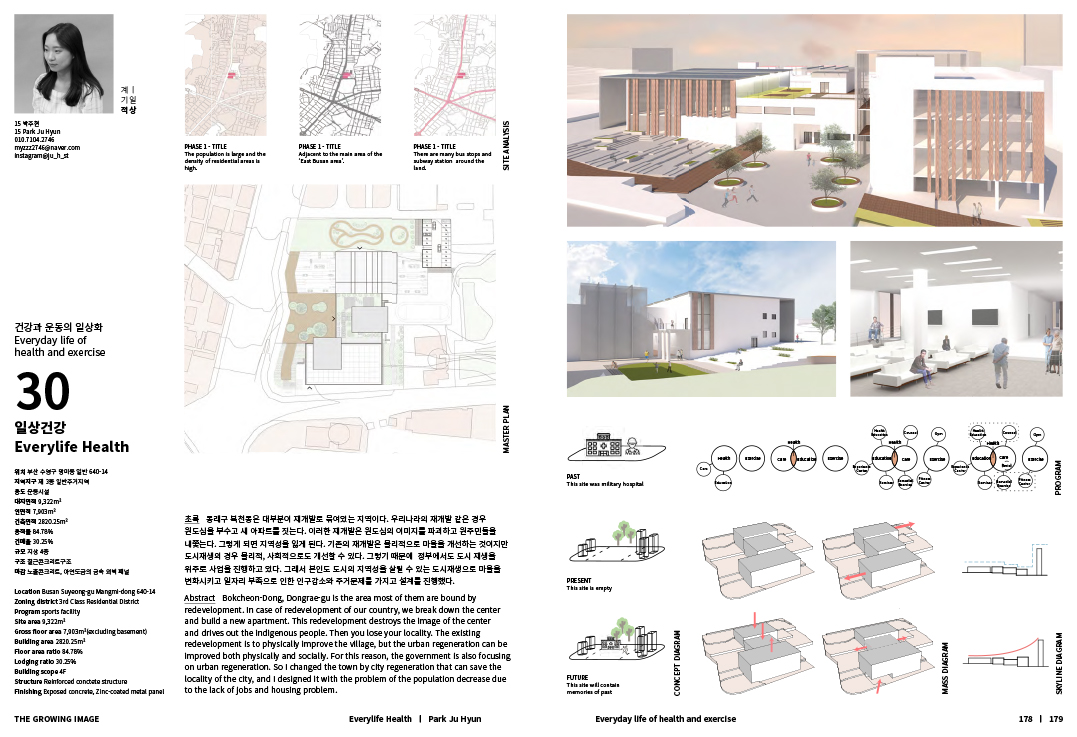 계 |
기일
적상
15 박주현
15 Park Ju Hyun
010.7104.2746
myzzz2746@naver.com
instagram@ju_h_st
PHASE 1 - TITLE
The population is large and the
density of residential areas is
high.
PHASE 1 - TITLE
Adjacent to the main area of the
'East Busan area'.
PHASE 1 - TITLE
There are many bus stops and
subway station around the
land.
SITE ANALYSIS
MASTER PLAN
건강과 운동의 일상화
Everyday life of
health and exercise
30
일상건강
Everylife Health
위치 부산 수영구 망미동 일반 640-14
지역지구 제 3종 일반주거지역
용도 운동시설
대지면적 9,322m²
연면적 7,903m²
건축면적 2820.25m²
용적률 84.78%
건폐율 30.25%
규모 지상 4층
구조 철근콘크리트구조
마감 노출콘크리트, 아연도금의 금속 외벽 패널
Location Busan Suyeong-gu Mangmi-dong 640-14
Zoning district 3rd Class Residential District
Program sports facility
Site area 9,322m²
Gross floor area 7,903m²(excluding basement)
Building area 2820.25m²
Floor area ratio 84.78%
Lodging ratio 30.25%
Building scope 4F
Structure Reinforced concrete structure
Finishing Exposed concrete, Zinc-coated metal panel
초록 동래구 복천동은 대부분이 재개발로 묶여있는 지역이다. 우리나라의 재개발 같은 경우
원도심을 부수고 새 아파트를 짓는다. 이러한 재개발은 원도심의 이미지를 파괴하고 원주민들을
내쫓는다. 그렇게 되면 지역성을 잃게 된다. 기존의 재개발은 물리적으로 마을을 개선하는 것이지만
도시재생의 경우 물리적, 사회적으로도 개선할 수 있다. 그렇기 때문에 정부에서도 도시 재생을
위주로 사업을 진행하고 있다. 그래서 본인도 도시의 지역성을 살릴 수 있는 도시재생으로 마을을
변화시키고 일자리 부족으로 인한 인구감소와 주거문제를 가지고 설계를 진행했다.
Abstract Bokcheon-Dong, Dongrae-gu is the area most of them are bound by
redevelopment. In case of redevelopment of our country, we break down the center
and build a new apartment. This redevelopment destroys the image of the center
and drives out the indigenous people. Then you lose your locality. The existing
redevelopment is to physically improve the village, but the urban regeneration can be
improved both physically and socially. For this reason, the government is also focusing
on urban regeneration. So I changed the town by city regeneration that can save the
locality of the city, and I designed it with the problem of the population decrease due
to the lack of jobs and housing problem.
THE GROWING IMAGE
Everylife Health | Park Ju Hyun
PAST
This site was military hospital
Health
Exercise
Care
Education
Health
Care
Education
Exercise
Health
Education
Care
Exercise
Health
Education
Council
Gym
Health
Education
Care
Exercise
Council
Gym
PROGRAM
PRESENT
This site is empty
FUTURE
This site will contain
memories of past
CONCEPT DIAGRAM
MASS DIAGRAM
SKYLINE DIAGRAM
Everyday life of health and exercise
178 | 179